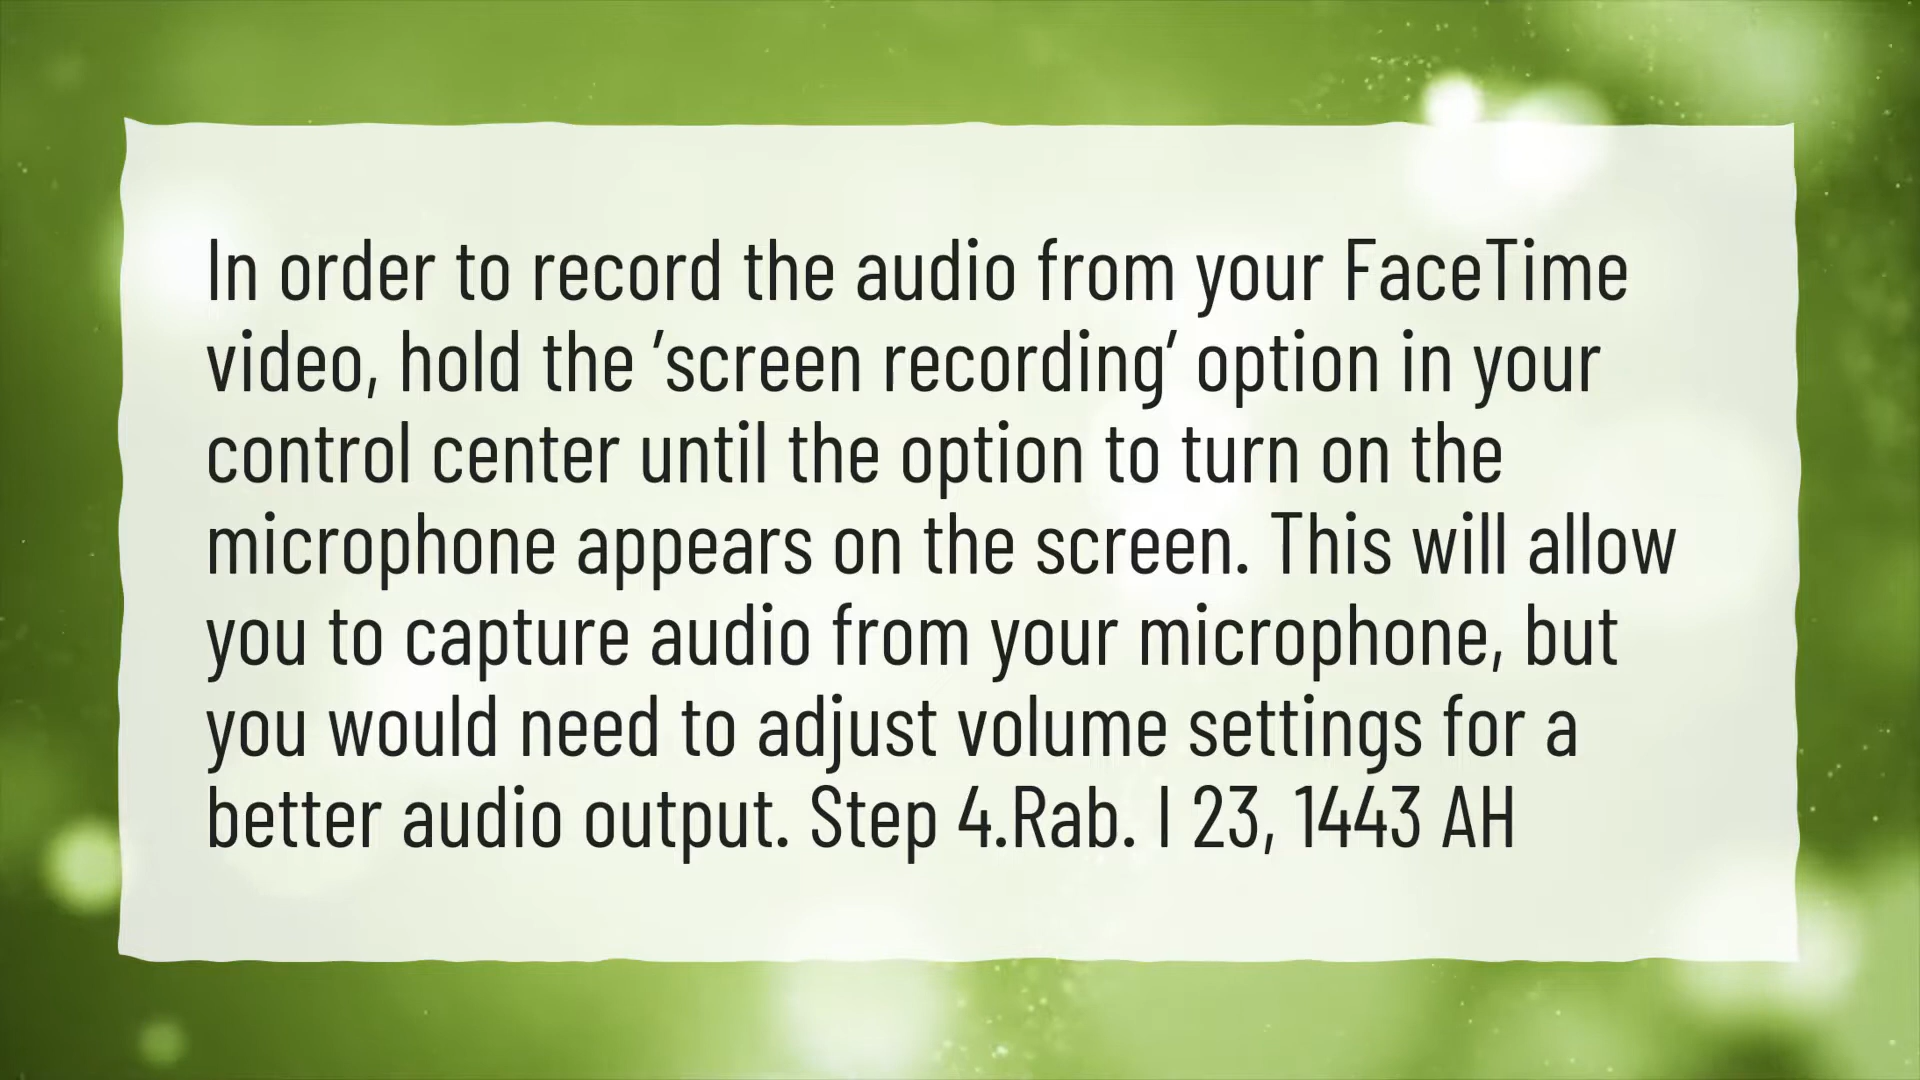 In order to record the audio from your FaceTime
video, hold the ’screen recording’ option in your
control center until the option to turn on the
microphone appears on the screen. This will allow
you to capture audio from your microphone, but
you would need to adjust volume settings for a
better audio output. Step 4.Rab. I 23, 1443 AH